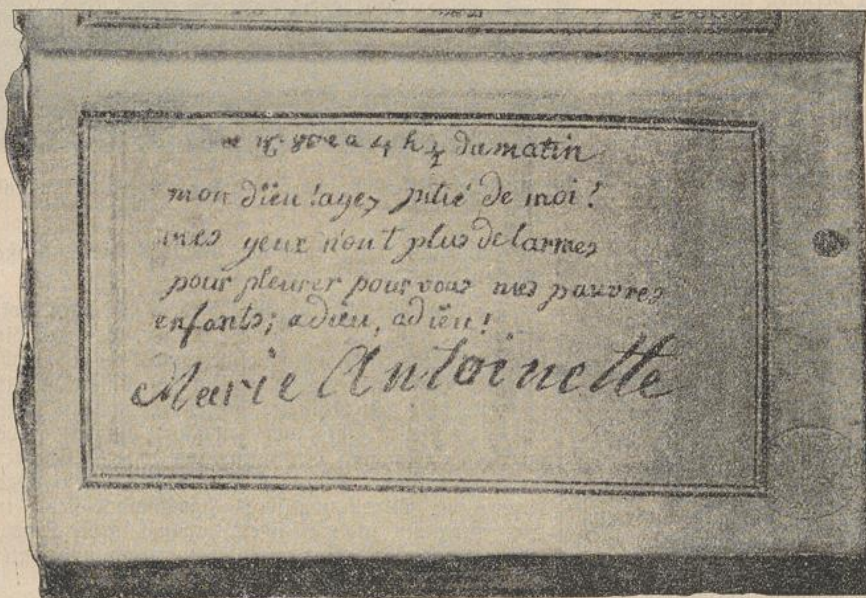 ce 16 8bre a 4 h ½ du matin
mon dieu! ayez pitié de moi!
mes yeux n'ont plus de larmes
pour pleurer pour vous mes pauvres
enfants; adieu, adieu!
Marie Antoinette